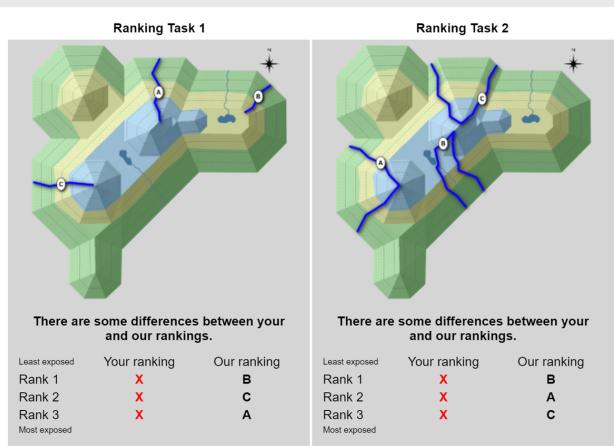 Ranking Task 1
N
A
B
C
There are some differences between your
and our rankings.
Least exposed Your ranking Our ranking
Rank 1 X B
Rank 2 X C
Rank 3 X A
Most exposed
Ranking Task 2
N
C
B
A
There are some differences between your
and our rankings.
Least exposed Your ranking Our ranking
Rank 1 X B
Rank 2 X A
Rank 3 X C
Most exposed